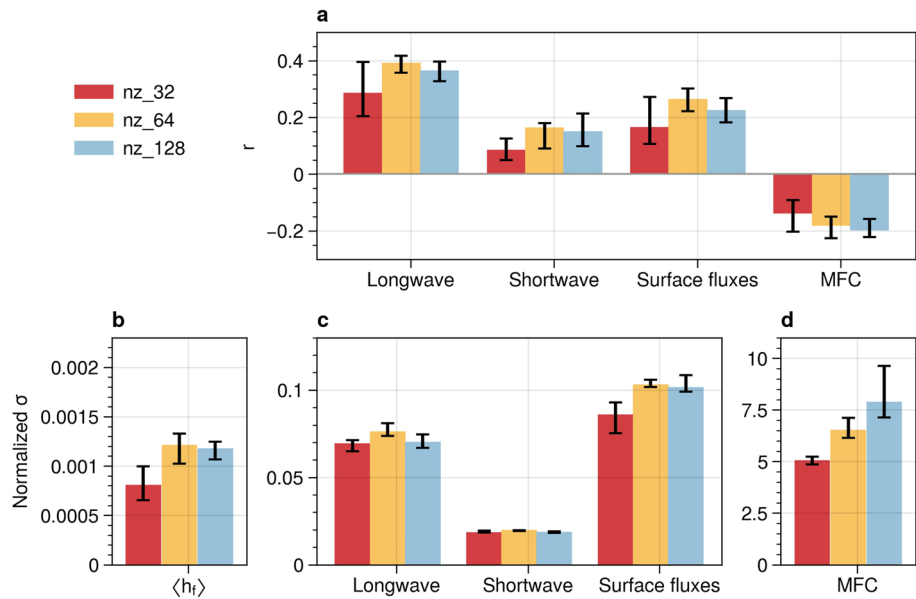 a
nz_32
nz_64
nz_128
r
0.4
0.2
0
−0.2
Longwave Shortwave Surface fluxes MFC
b
Normalized σ
0.002
0.0015
0.001
0.0005
0
⟨h_f⟩
c
0.1
0.05
0
Longwave Shortwave Surface fluxes
d
10
7.5
5
2.5
0
MFC